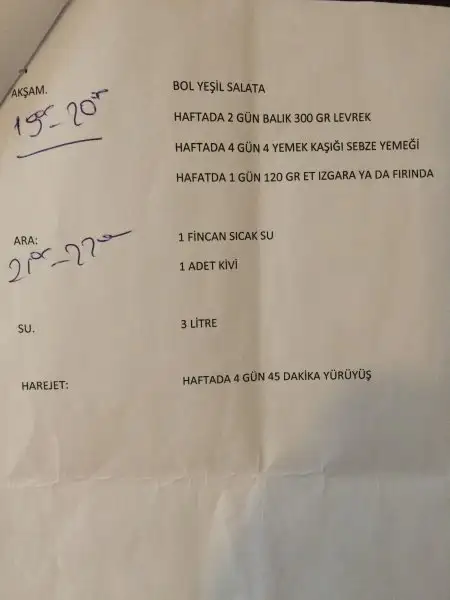 AKŞAM. BOL YEŞİL SALATA
19⁰⁰ - 20⁰⁰ HAFTADA 2 GÜN BALIK 300 GR LEVREK
HAFTADA 4 GÜN 4 YEMEK KAŞIĞI SEBZE YEMEĞİ
HAFATDA 1 GÜN 120 GR ET IZGARA YA DA FIRINDA
ARA: 1 FİNCAN SICAK SU
21⁰⁰ - 22⁰⁰ 1 ADET KİVİ
SU. 3 LİTRE
HAREJET: HAFTADA 4 GÜN 45 DAKİKA YÜRÜYÜŞ